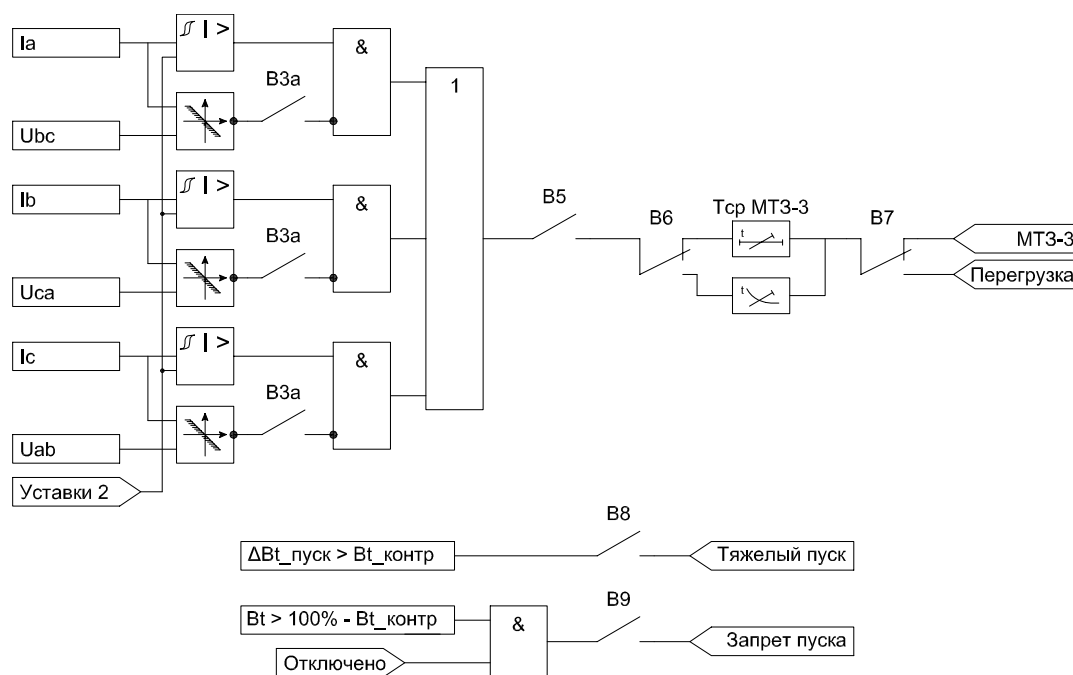 Ia
I >
&
B3a
1
Ubc
Ib
I >
&
B3a
B5
B6
Тср МТЗ-3
t
B7
МТЗ-3
Перегрузка
t
Uca
Ic
I >
&
B3a
Uab
Уставки 2
B8
ΔBt_пуск > Bt_контр
Тяжелый пуск
Bt > 100% - Bt_контр
&
B9
Запрет пуска
Отключено